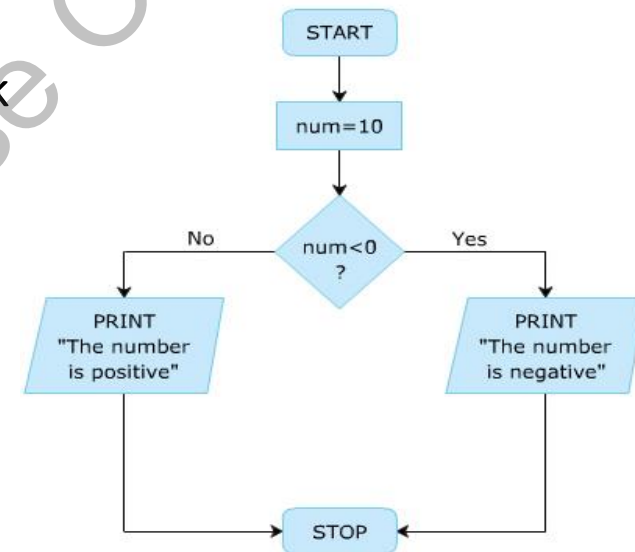 START
num=10
num<0
?
No
Yes
PRINT
"The number
is positive"
PRINT
"The number
is negative"
STOP